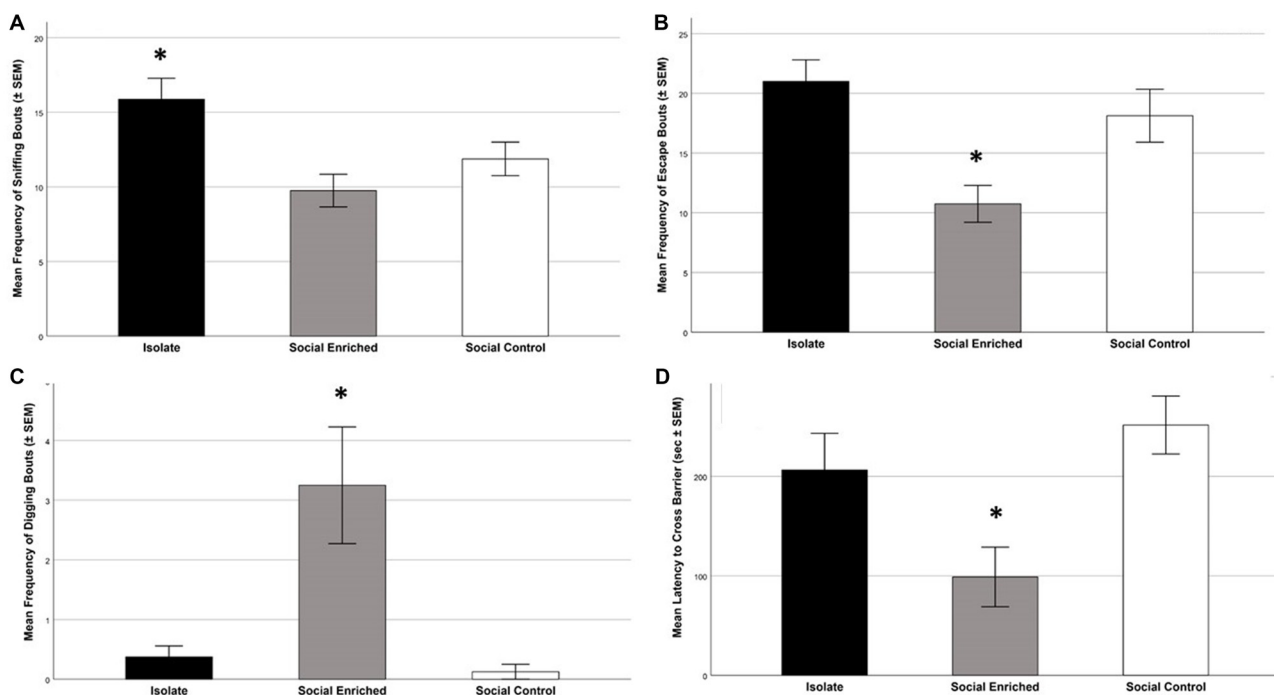 A
Mean Frequency of Sniffing Bouts (± SEM)
20
15
10
5
0
*
Isolate
Social Enriched
Social Control
B
Mean Frequency of Escape Bouts (± SEM)
25
20
15
10
5
0
*
Isolate
Social Enriched
Social Control
C
Mean Frequency of Digging Bouts (± SEM)
4
3
2
1
0
*
Isolate
Social Enriched
Social Control
D
Mean Latency to Cross Barrier (sec ± SEM)
200
100
0
*
Isolate
Social Enriched
Social Control